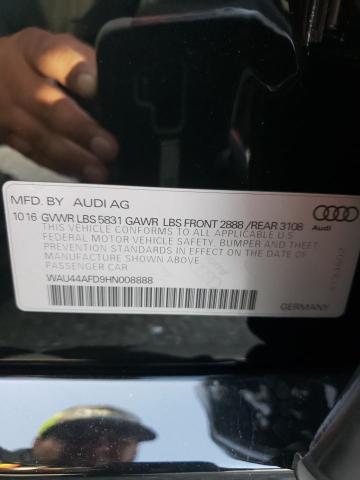 MFD. BY AUDI AG
10 16 GVWR LBS 5831 GAWR LBS FRONT 2888 /REAR 3108
THIS VEHICLE CONFORMS TO ALL APPLICABLE U.S.
FEDERAL MOTOR VEHICLE SAFETY, BUMPER AND THEFT
PREVENTION STANDARDS IN EFFECT ON THE DATE OF
MANUFACTURE SHOWN ABOVE
PASSENGER CAR
Audi
WAU44AFD9HN008888
GERMANY